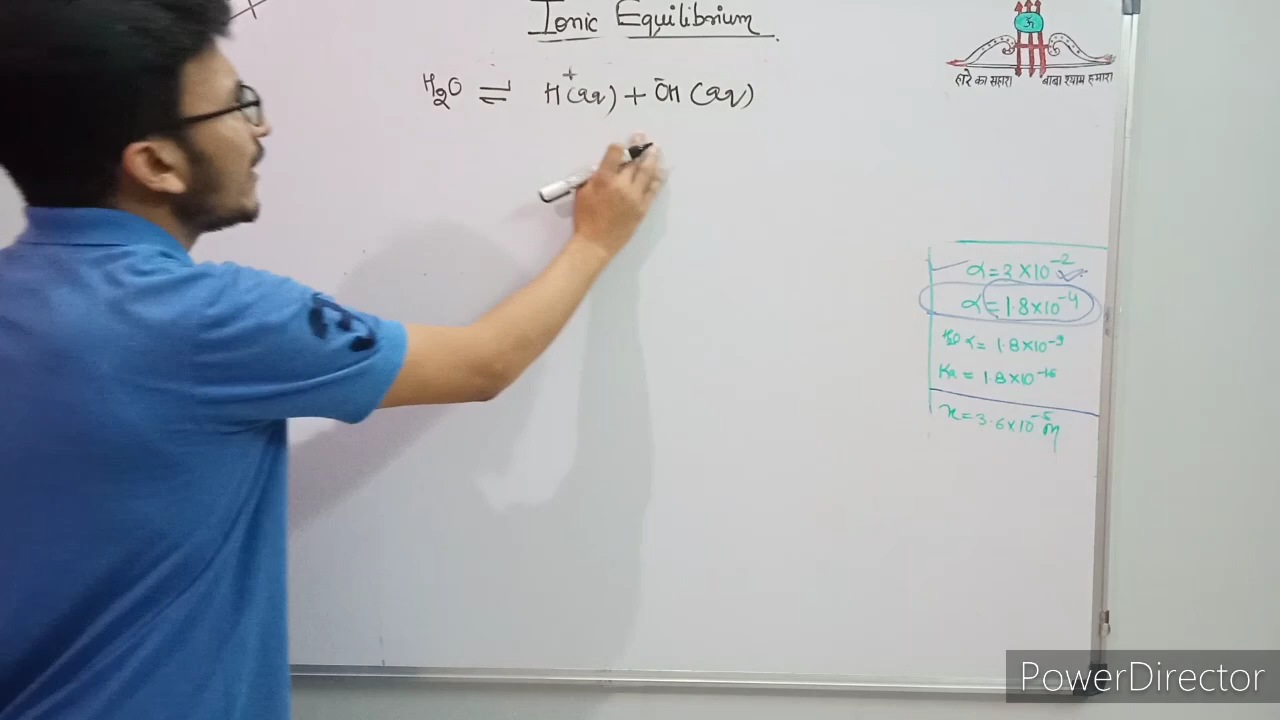 Ionic Equilibrium
H2O ⇌ H+(aq) + ŌH (aq)
ॐ
हारे का सहारा बाबा श्याम हमारा
α = 3 × 10^-2
α = 1.8×10^-4
H2O α = 1.8×10^-9
Ka = 1.8×10^-16
x = 3.6×10^-5 M
PowerDirector